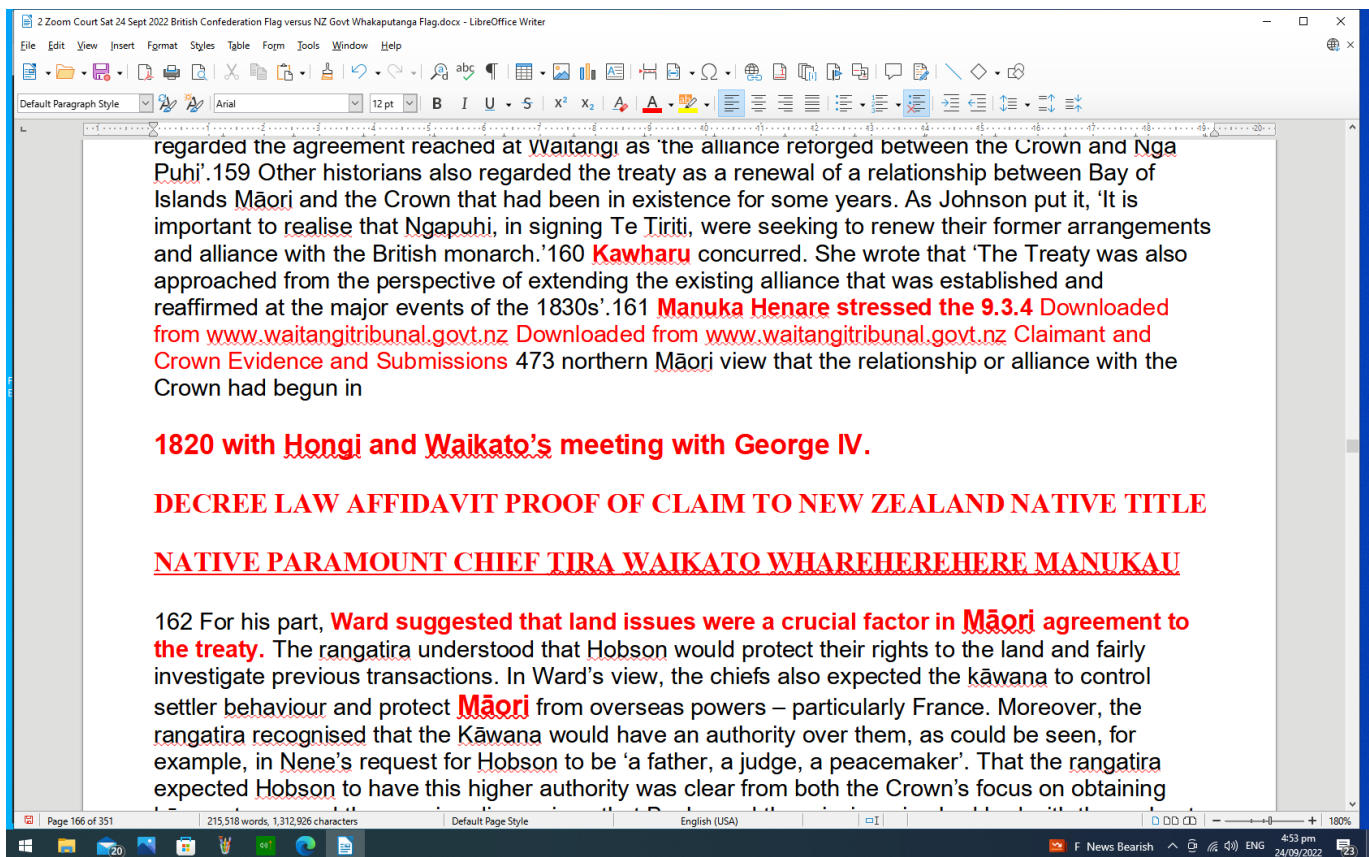 2 Zoom Court Sat 24 Sept 2022 British Confederation Flag versus NZ Govt Whakaputanga Flag.docx - LibreOffice Writer
File Edit View Insert Format Styles Table Form Tools Window Help
Default Paragraph Style Arial 12 pt
regarded the agreement reached at Waitangi as ‘the alliance reforged between the Crown and Nga
Puhi’.159 Other historians also regarded the treaty as a renewal of a relationship between Bay of
Islands Māori and the Crown that had been in existence for some years. As Johnson put it, ‘It is
important to realise that Ngapuhi, in signing Te Tiriti, were seeking to renew their former arrangements
and alliance with the British monarch.’160 Kawharu concurred. She wrote that ‘The Treaty was also
approached from the perspective of extending the existing alliance that was established and
reaffirmed at the major events of the 1830s’.161 Manuka Henare stressed the 9.3.4 Downloaded
from www.waitangitribunal.govt.nz Downloaded from www.waitangitribunal.govt.nz Claimant and
Crown Evidence and Submissions 473 northern Māori view that the relationship or alliance with the
Crown had begun in
1820 with Hongi and Waikato’s meeting with George IV.
DECREE LAW AFFIDAVIT PROOF OF CLAIM TO NEW ZEALAND NATIVE TITLE
NATIVE PARAMOUNT CHIEF TIRA WAIKATO WHAREHEREHERE MANUKAU
162 For his part, Ward suggested that land issues were a crucial factor in Māori agreement to
the treaty. The rangatira understood that Hobson would protect their rights to the land and fairly
investigate previous transactions. In Ward’s view, the chiefs also expected the kāwana to control
settler behaviour and protect Māori from overseas powers – particularly France. Moreover, the
rangatira recognised that the Kāwana would have an authority over them, as could be seen, for
example, in Nene’s request for Hobson to be ‘a father, a judge, a peacemaker’. That the rangatira
expected Hobson to have this higher authority was clear from both the Crown’s focus on obtaining
Page 166 of 351 215,518 words, 1,312,926 characters Default Page Style English (USA) 180%
20 F News Bearish ENG 4:53 pm
24/09/2022 23